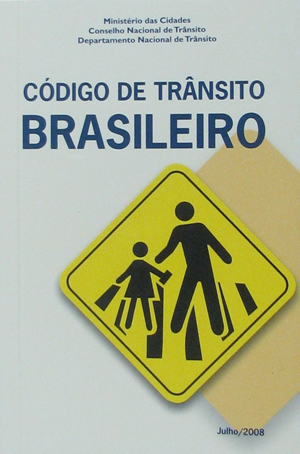 Ministério das Cidades
Conselho Nacional de Trânsito
Departamento Nacional de Trânsito
CÓDIGO DE TRÂNSITO
BRASILEIRO
Julho/2008